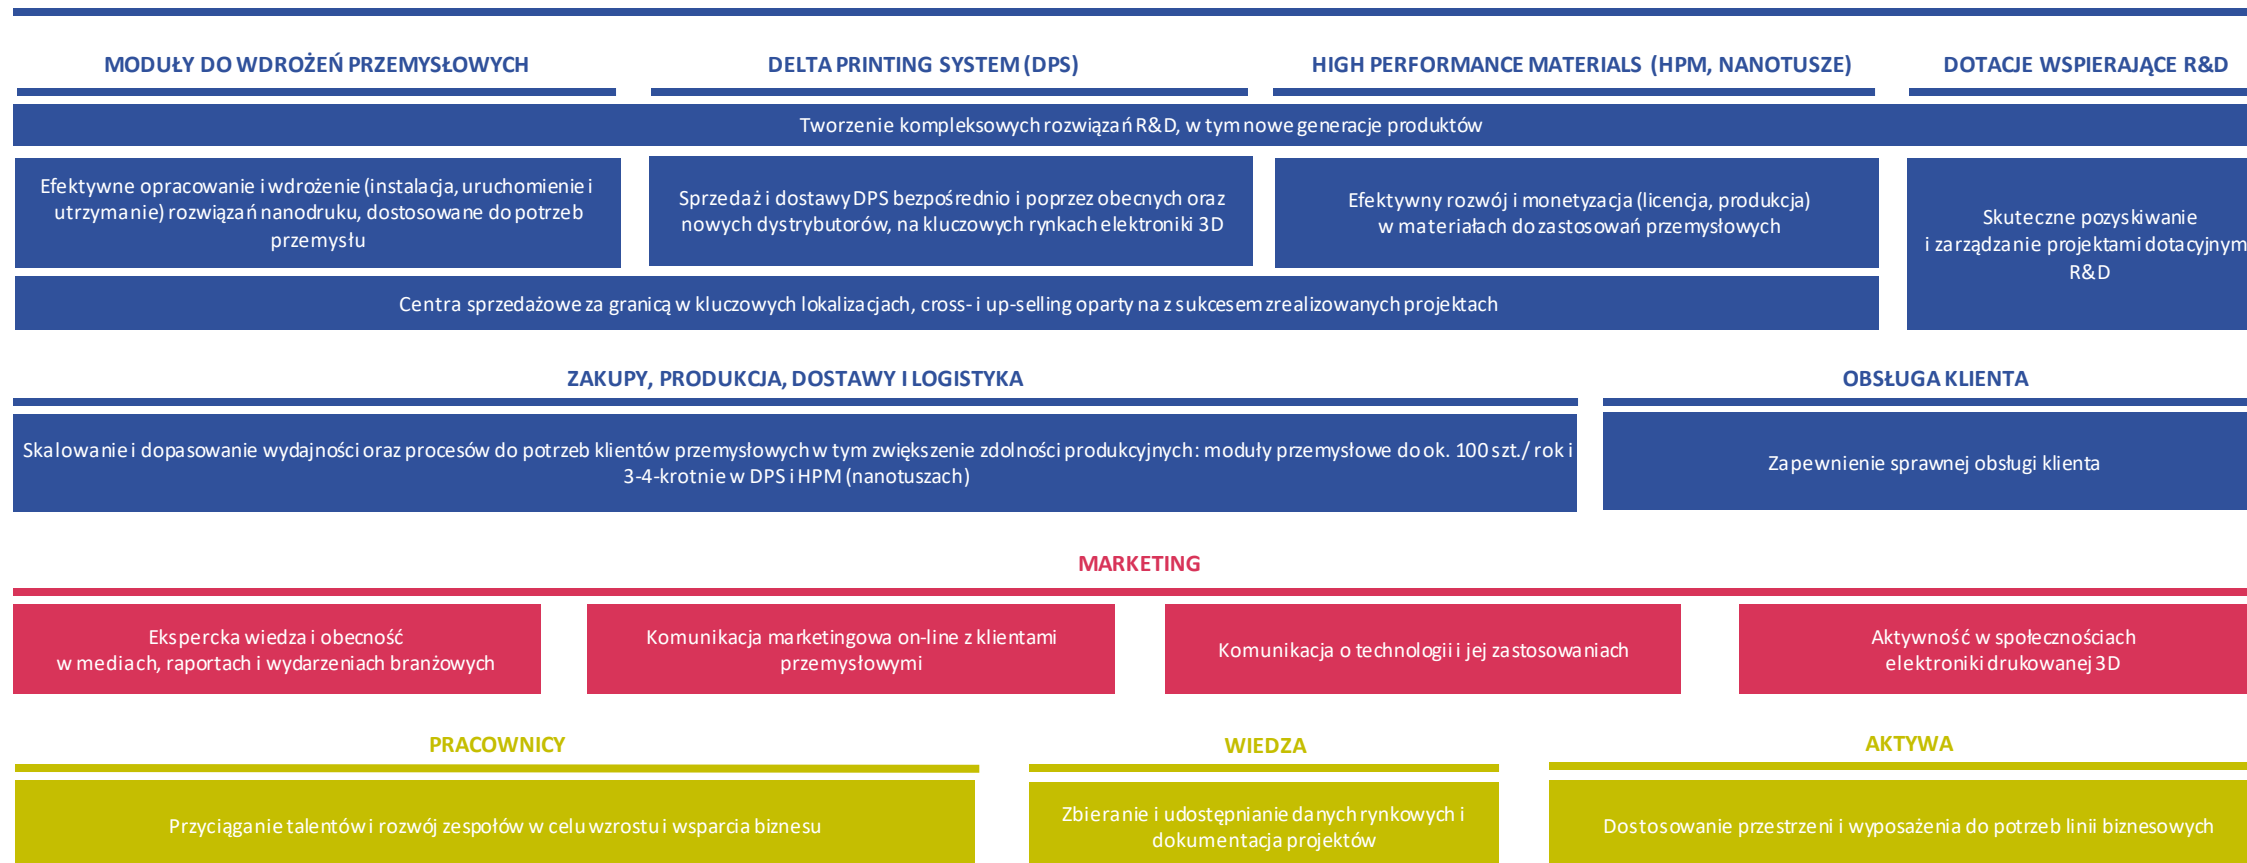 MODUŁY DO WDROŻEŃ PRZEMYSŁOWYCH
DELTA PRINTING SYSTEM (DPS)
HIGH PERFORMANCE MATERIALS (HPM, NANOTUSZE)
DOTACJE WSPIERAJĄCE R&D
Tworzenie kompleksowych rozwiązań R&D, w tym nowe generacje produktów
Efektywne opracowanie i wdrożenie (instalacja, uruchomienie i
utrzymanie) rozwiązań nanodruku, dostosowane do potrzeb
przemysłu
Sprzedaż i dostawy DPS bezpośrednio i poprzez obecnych oraz
nowych dystrybutorów, na kluczowych rynkach elektroniki 3D
Efektywny rozwój i monetyzacja (licencja, produkcja)
w materiałach do zastosowań przemysłowych
Skuteczne pozyskiwanie
i zarządzanie projektami dotacyjnym
R&D
Centra sprzedażowe za granicą w kluczowych lokalizacjach, cross- i up-selling oparty na z sukcesem zrealizowanych projektach
ZAKUPY, PRODUKCJA, DOSTAWY I LOGISTYKA
OBSŁUGA KLIENTA
Skalowanie i dopasowanie wydajności oraz procesów do potrzeb klientów przemysłowych w tym zwiększenie zdolności produkcyjnych: moduły przemysłowe do ok. 100 szt./ rok i
3-4-krotnie w DPS i HPM (nanotuszach)
Zapewnienie sprawnej obsługi klienta
MARKETING
Ekspercka wiedza i obecność
w mediach, raportach i wydarzeniach branżowych
Komunikacja marketingowa on-line z klientami
przemysłowymi
Komunikacja o technologii i jej zastosowaniach
Aktywność w społecznościach
elektroniki drukowanej 3D
PRACOWNICY
WIEDZA
AKTYWA
Przyciąganie talentów i rozwój zespołów w celu wzrostu i wsparcia biznesu
Zbieranie i udostępnianie danych rynkowych i
dokumentacja projektów
Dostosowanie przestrzeni i wyposażenia do potrzeb linii biznesowych